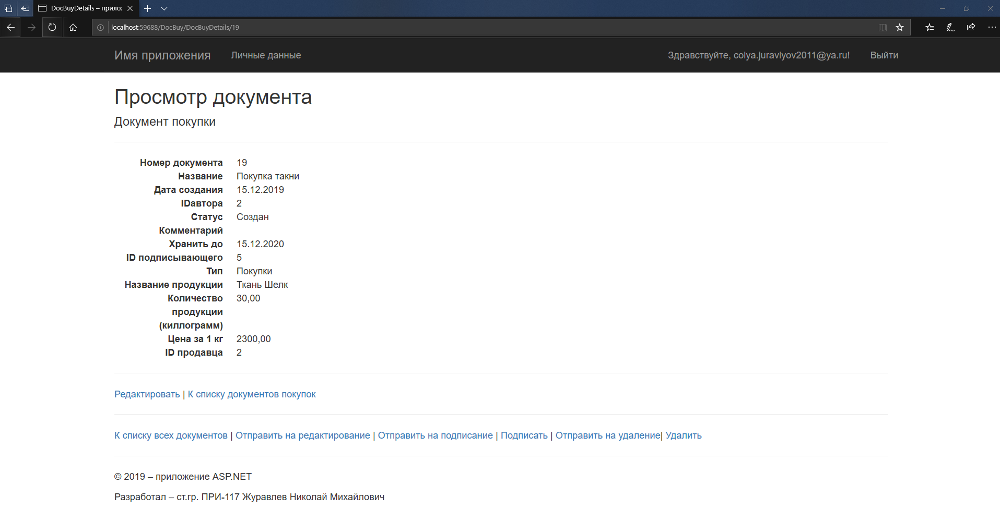 DocBuyDetails – прило:
localhost:59688/DocBuy/DocBuyDetails/19
Имя приложения Личные данные Здравствуйте, colya.juravlyov2011@ya.ru! Выйти
Просмотр документа
Документ покупки
Номер документа 19
Название Покупка такни
Дата создания 15.12.2019
IDавтора 2
Статус Создан
Комментарий
Хранить до 15.12.2020
ID подписывающего 5
Тип Покупки
Название продукции Ткань Шелк
Количество 30,00
продукции
(киллограмм)
Цена за 1 кг 2300,00
ID продавца 2
Редактировать | К списку документов покупок
К списку всех документов | Отправить на редактирование | Отправить на подписание | Подписать | Отправить на удаление| Удалить
© 2019 – приложение ASP.NET
Разработал – ст.гр. ПРИ-117 Журавлев Николай Михайлович